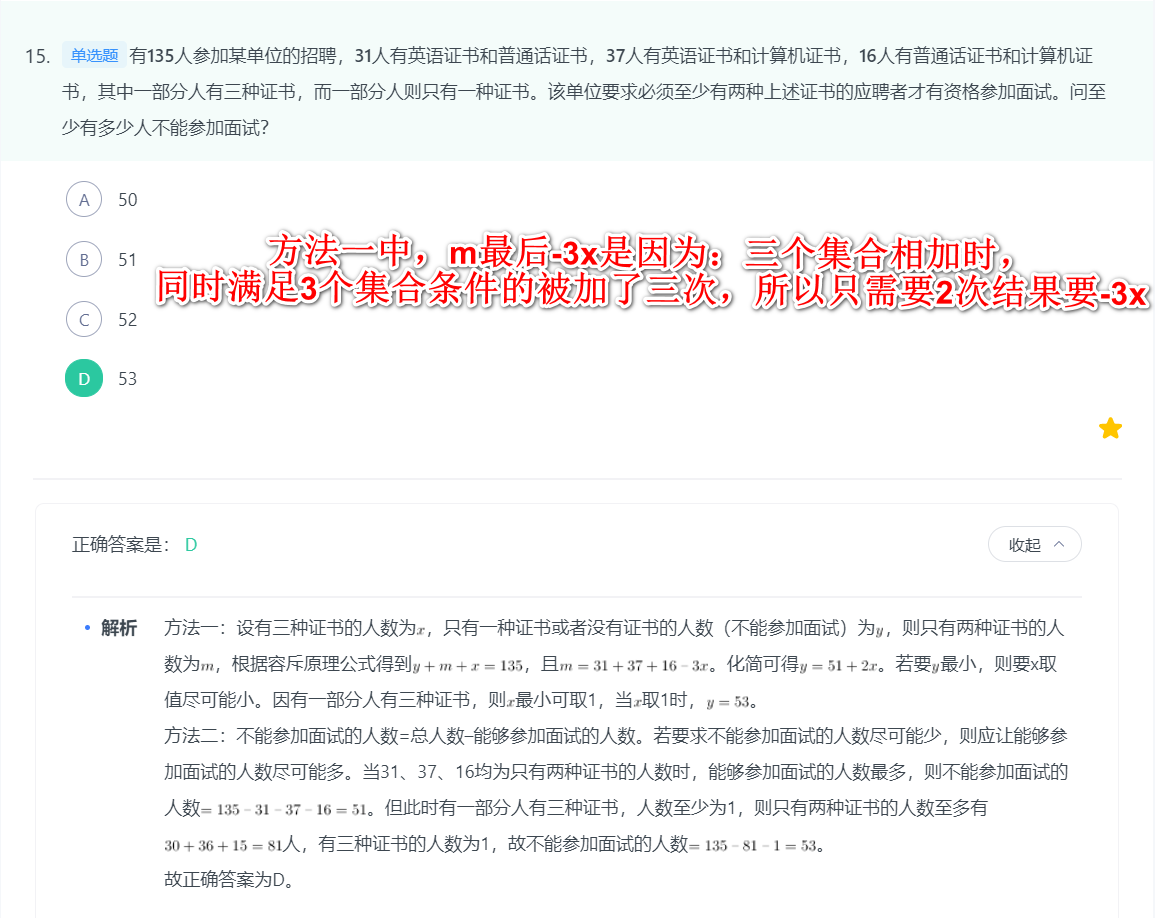 15. 单选题 有135人参加某单位的招聘，31人有英语证书和普通话证书，37人有英语证书和计算机证书，16人有普通话证书和计算机证
书，其中一部分人有三种证书，而一部分人则只有一种证书。该单位要求必须至少有两种上述证书的应聘者才有资格参加面试。问至
少有多少人不能参加面试？
A 50
方法一中，m最后-3x是因为：三个集合相加时，
B 51
同时满足3个集合条件的被加了三次，所以只需要2次结果要-3x
C 52
D 53
正确答案是： D
收起
• 解析 方法一：设有三种证书的人数为x，只有一种证书或者没有证书的人数（不能参加面试）为y，则只有两种证书的人
数为m，根据容斥原理公式得到y + m + x = 135，且m = 31 + 37 + 16 – 3x。化简可得y = 51 + 2x。若要y最小，则要x取
值尽可能小。因有一部分人有三种证书，则x最小可取1，当x取1时，y = 53。
方法二：不能参加面试的人数=总人数–能够参加面试的人数。若要求不能参加面试的人数尽可能少，则应让能够参
加面试的人数尽可能多。当31、37、16均为只有两种证书的人数时，能够参加面试的人数最多，则不能参加面试的
人数= 135 – 31 – 37 – 16 = 51。但此时有一部分人有三种证书，人数至少为1，则只有两种证书的人数至多有
30 + 36 + 15 = 81人，有三种证书的人数为1，故不能参加面试的人数= 135 – 81 – 1 = 53。
故正确答案为D。